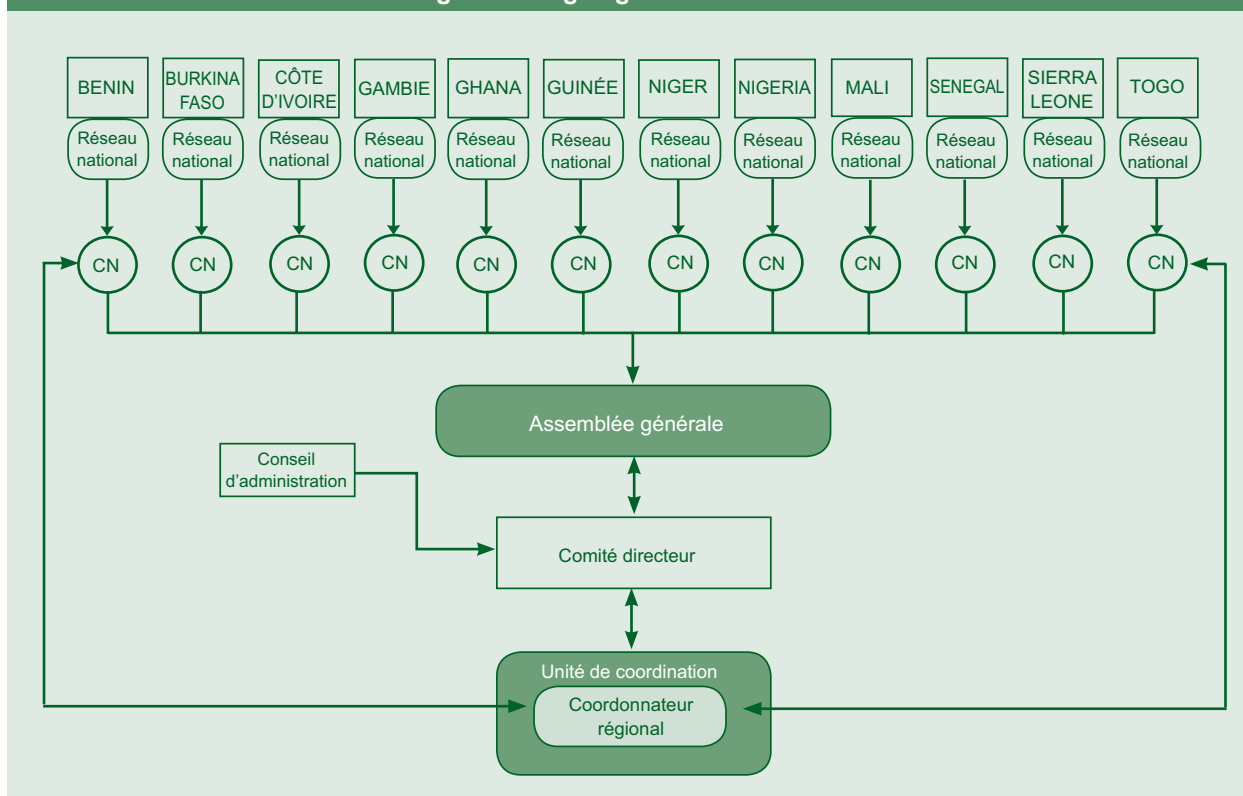 BENIN
BURKINA
FASO
CÔTE
D'IVOIRE
GAMBIE
GHANA
GUINÉE
NIGER
NIGERIA
MALI
SENEGAL
SIERRA
LEONE
TOGO
Réseau
national
Réseau
national
Réseau
national
Réseau
national
Réseau
national
Réseau
national
Réseau
national
Réseau
national
Réseau
national
Réseau
national
Réseau
national
Réseau
national
CN
CN
CN
CN
CN
CN
CN
CN
CN
CN
CN
CN
Assemblée générale
Conseil
d'administration
Comité directeur
Unité de coordination
Coordonnateur
régional